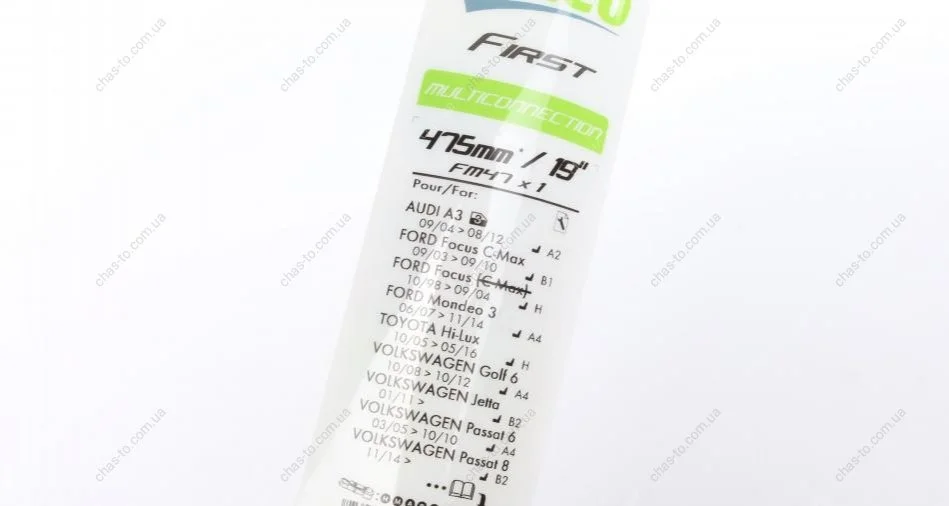 FIRST
MULTICONNECTION
475mm* / 19"
FM47 x 1
Pour/For:
AUDI A3 3
09/04 > 08/12 A2
FORD Focus C-Max
09/03 > 09/10 B1
FORD Focus (C-Max)
10/98 > 09/04 H
FORD Mondeo 3
06/07 > 11/14 A4
TOYOTA Hi-Lux
10/05 > 05/16 H
VOLKSWAGEN Golf 6
10/08 > 10/12 A4
VOLKSWAGEN Jetta
01/11 > B2
VOLKSWAGEN Passat 6
03/05 > 10/10 A4
VOLKSWAGEN Passat 8
11/14 > B2
...
chas-to.com.ua